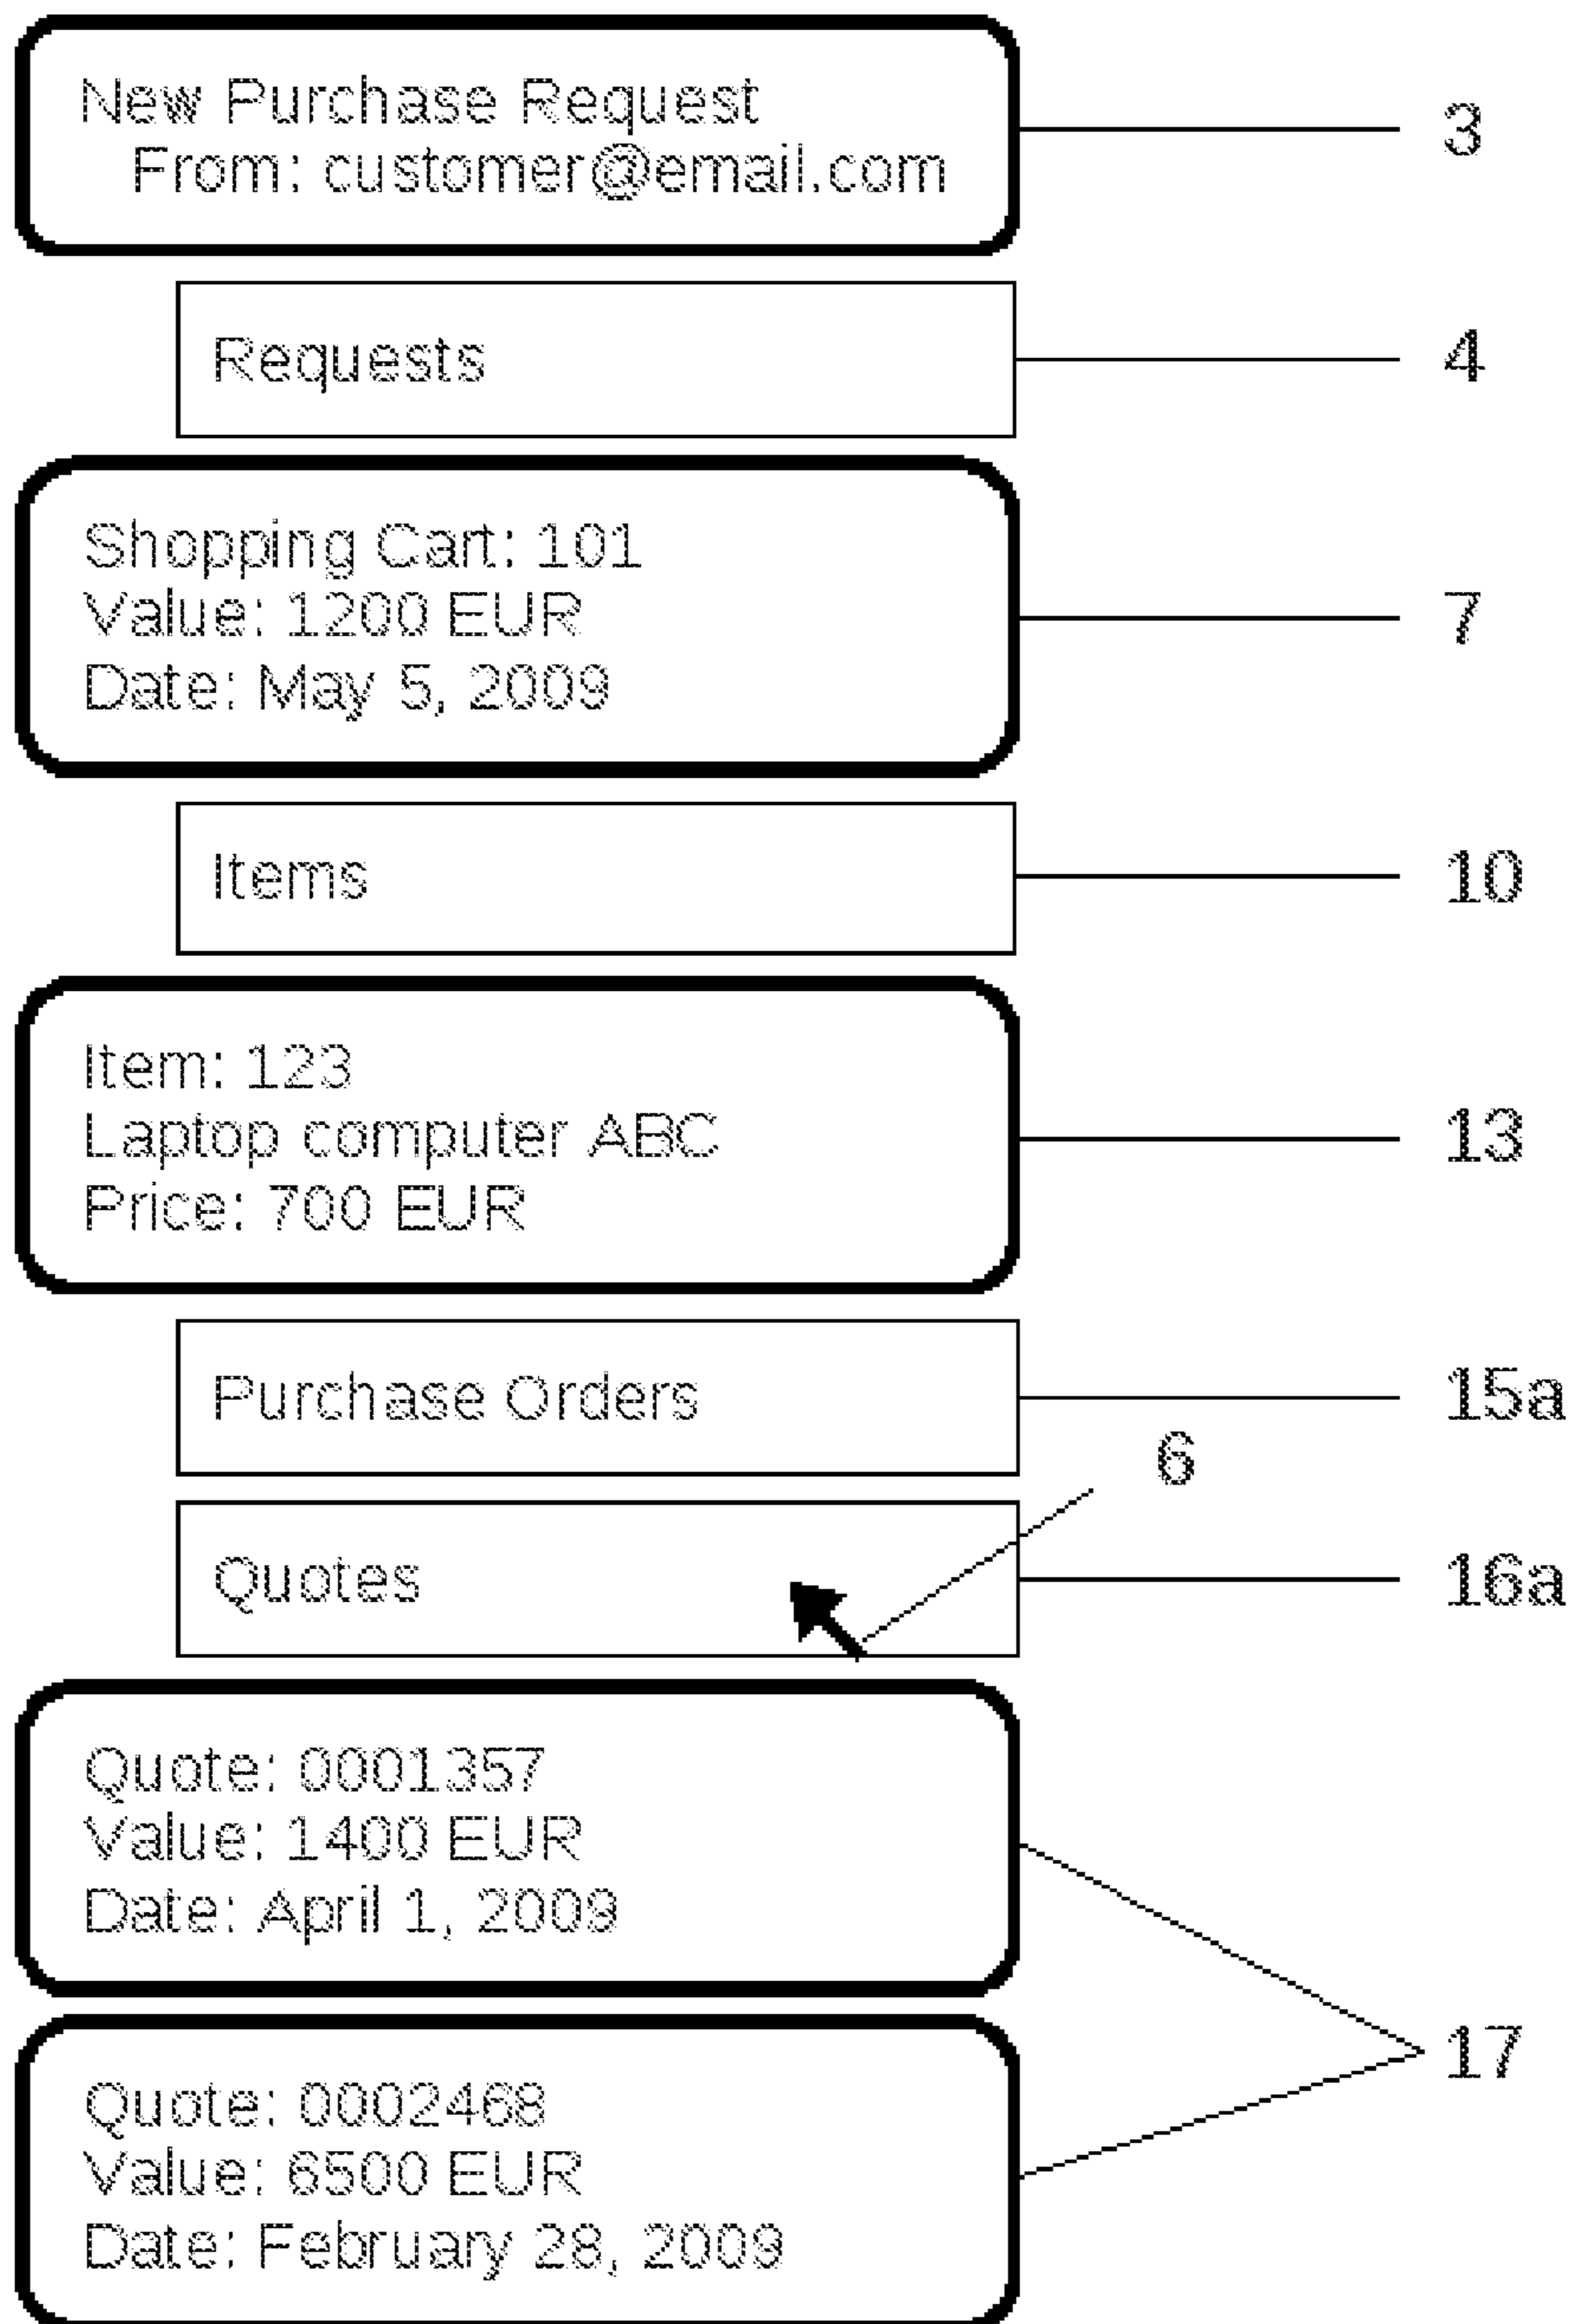 New Purchase Request
From: customer@email.com
3
Requests
4
Shopping Cart: 101
Value: 1200 EUR
Date: May 5, 2009
7
Items
10
Item: 123
Laptop computer ABC
Price: 700 EUR
13
Purchase Orders
15a
6
Quotes
16a
Quote: 0001357
Value: 1400 EUR
Date: April 1, 2009
17
Quote: 0002468
Value: 6500 EUR
Date: February 28, 2009